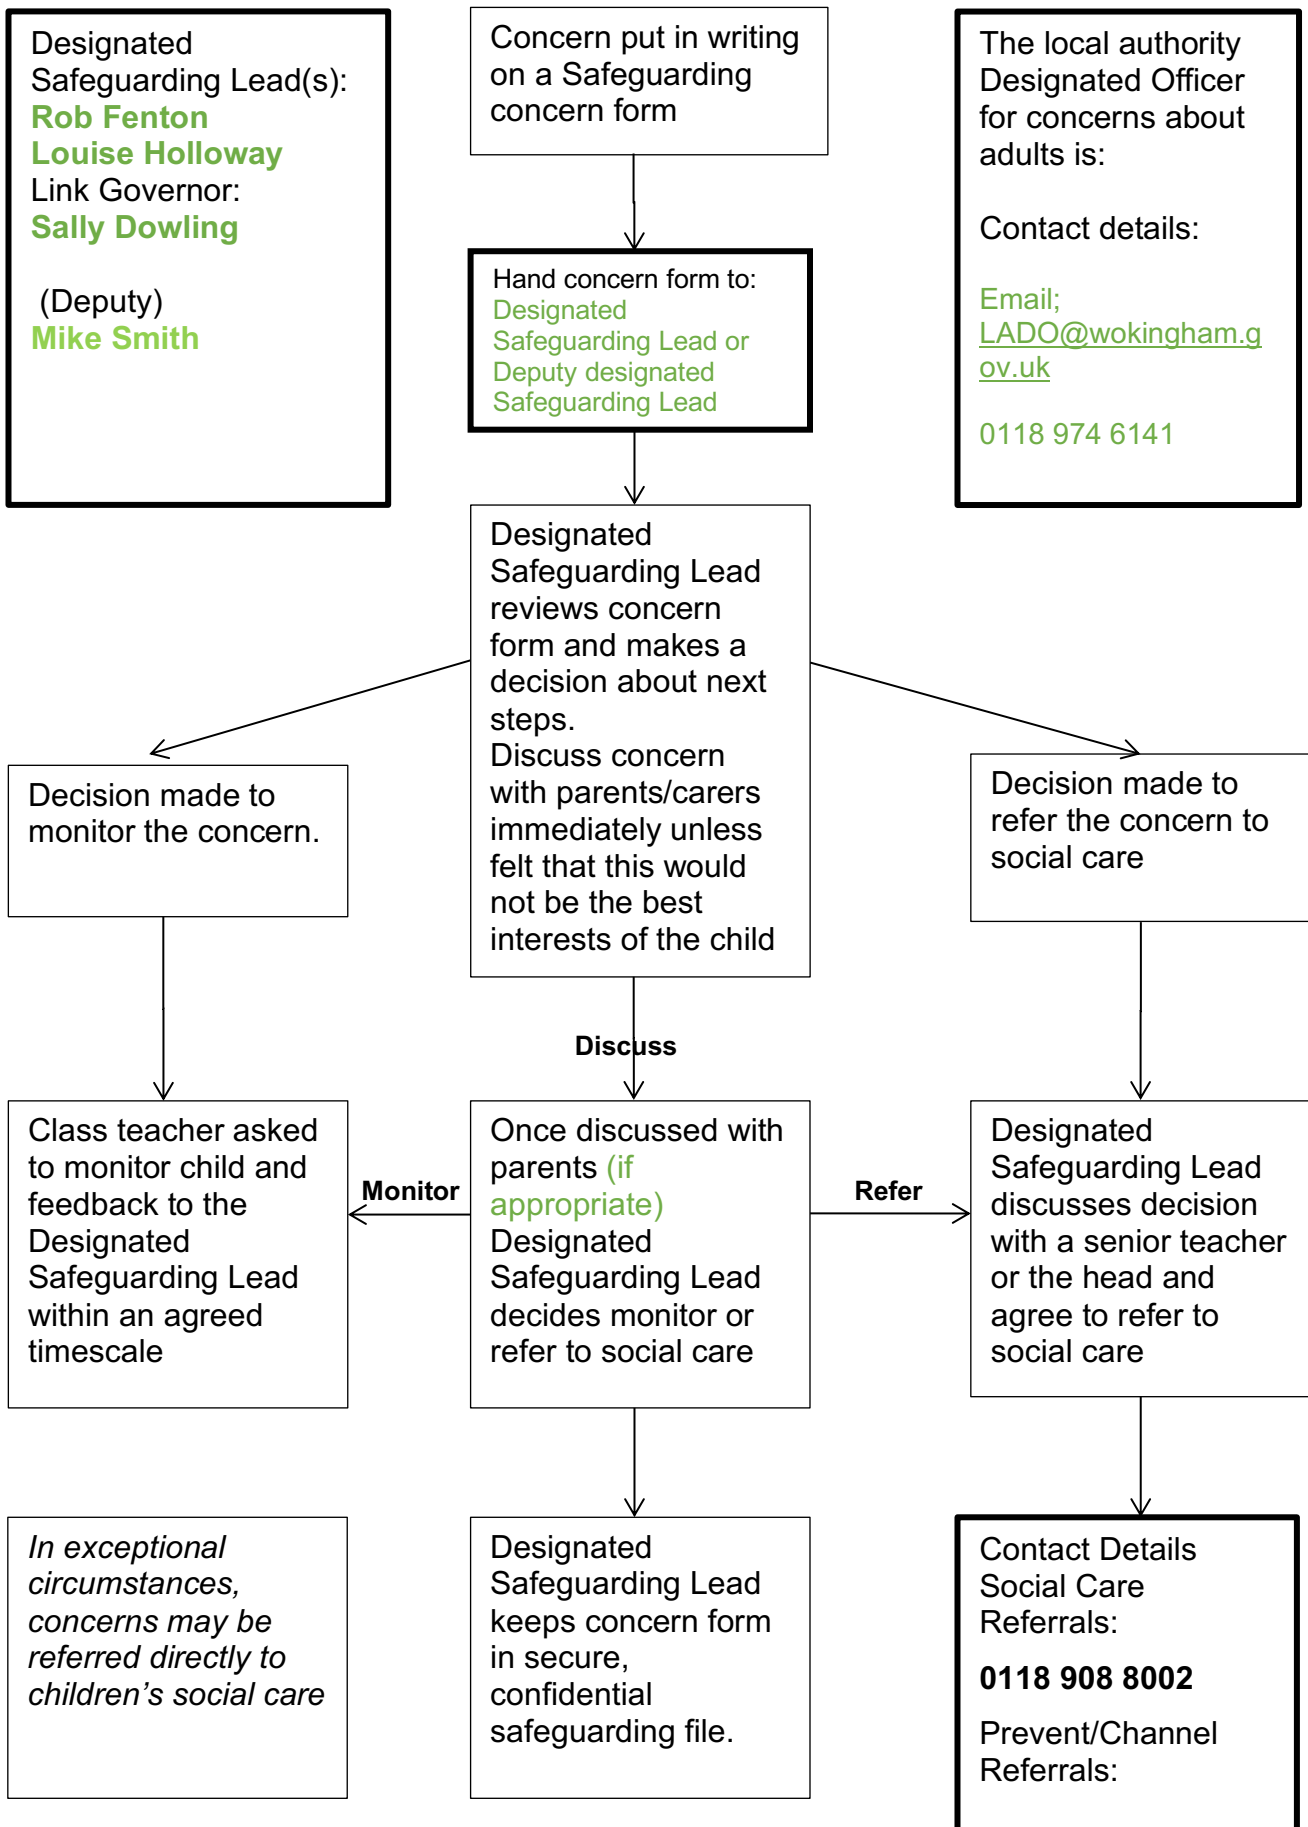 Designated
Safeguarding Lead(s):
Rob Fenton
Louise Holloway
Link Governor:
Sally Dowling
(Deputy)
Mike Smith
Concern put in writing
on a Safeguarding
concern form
The local authority
Designated Officer
for concerns about
adults is:
Contact details:
Email;
LADO@wokingham.g
ov.uk
0118 974 6141
Hand concern form to:
Designated
Safeguarding Lead or
Deputy designated
Safeguarding Lead
Designated
Safeguarding Lead
reviews concern
form and makes a
decision about next
steps.
Discuss concern
with parents/carers
immediately unless
felt that this would
not be the best
interests of the child
Decision made to
monitor the concern.
Decision made to
refer the concern to
social care
Discuss
Class teacher asked
to monitor child and
feedback to the
Designated
Safeguarding Lead
within an agreed
timescale
Monitor
Once discussed with
parents (if
appropriate)
Designated
Safeguarding Lead
decides monitor or
refer to social care
Refer
Designated
Safeguarding Lead
discusses decision
with a senior teacher
or the head and
agree to refer to
social care
In exceptional
circumstances,
concerns may be
referred directly to
children’s social care
Designated
Safeguarding Lead
keeps concern form
in secure,
confidential
safeguarding file.
Contact Details
Social Care
Referrals:
0118 908 8002
Prevent/Channel
Referrals: